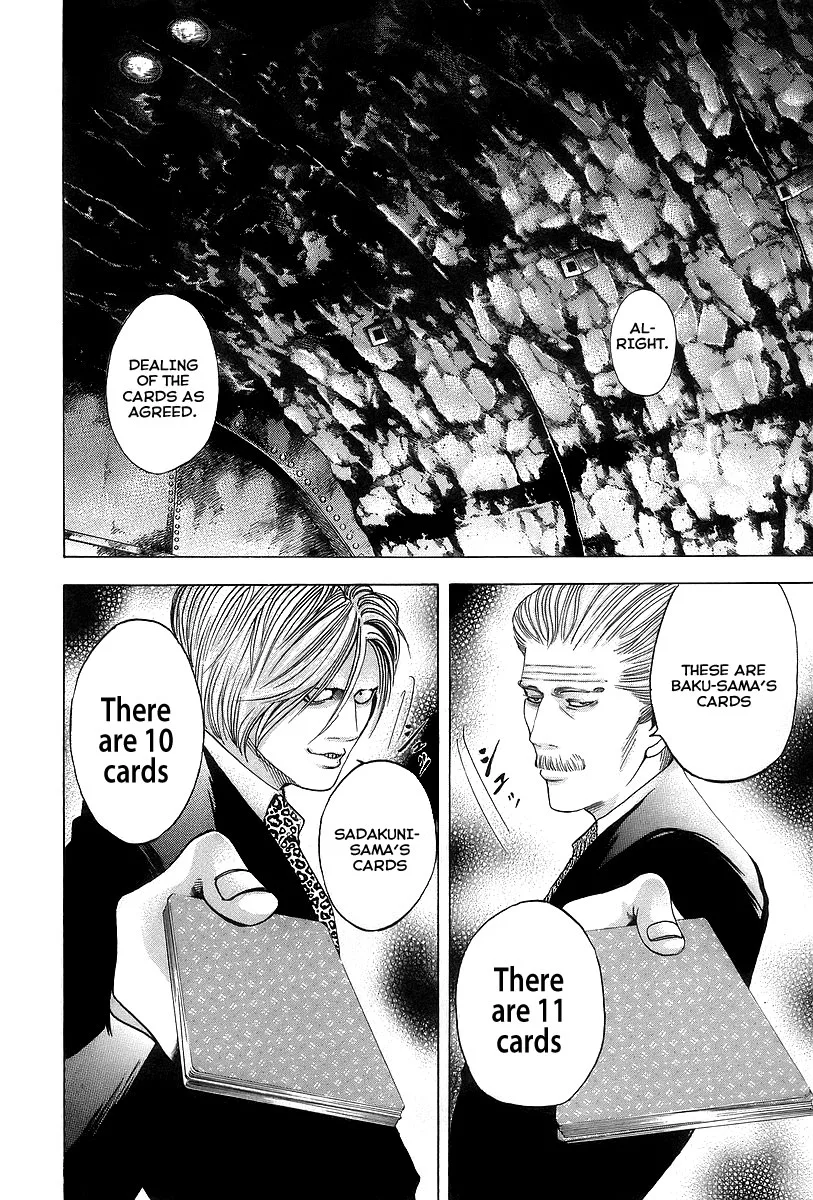 AL-
RIGHT.
DEALING
OF THE
CARDS AS
AGREED.
THESE ARE
BAKU-SAMA'S
CARDS
There
are 11
cards
SADAKUNI-
SAMA'S
CARDS
There
are 10
cards